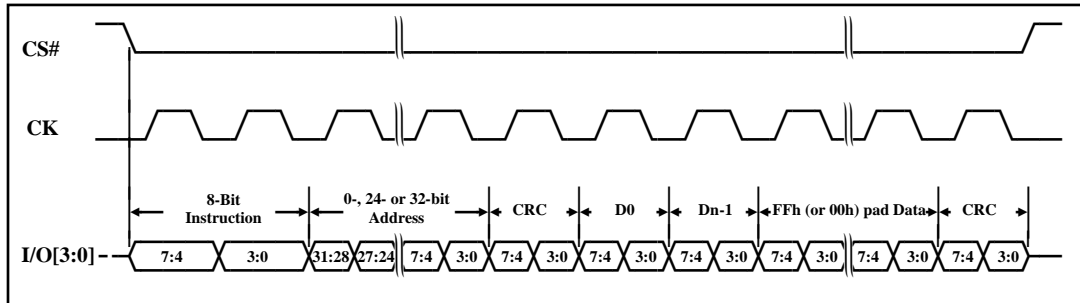 CS#
CK
8-Bit
Instruction
0-, 24- or 32-bit
Address
CRC
D0
Dn-1
FFh (or 00h) pad Data
CRC
I/O[3:0]
7:4
3:0
31:28
27:24
7:4
3:0
7:4
3:0
7:4
3:0
7:4
3:0
7:4
3:0
7:4
3:0
7:4
3:0